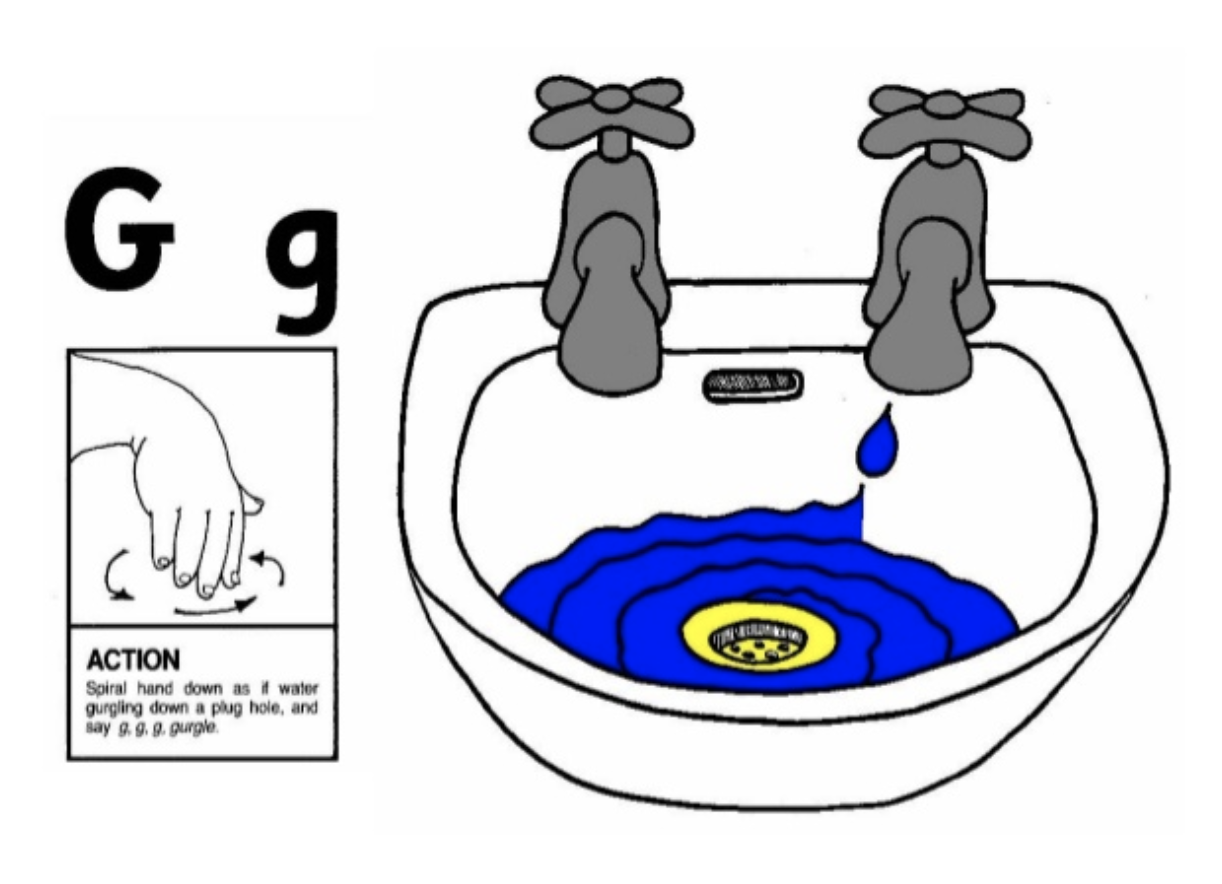 G g
ACTION
Spiral hand down as if water
gurgling down a plug hole, and
say g, g, g, gurgle.